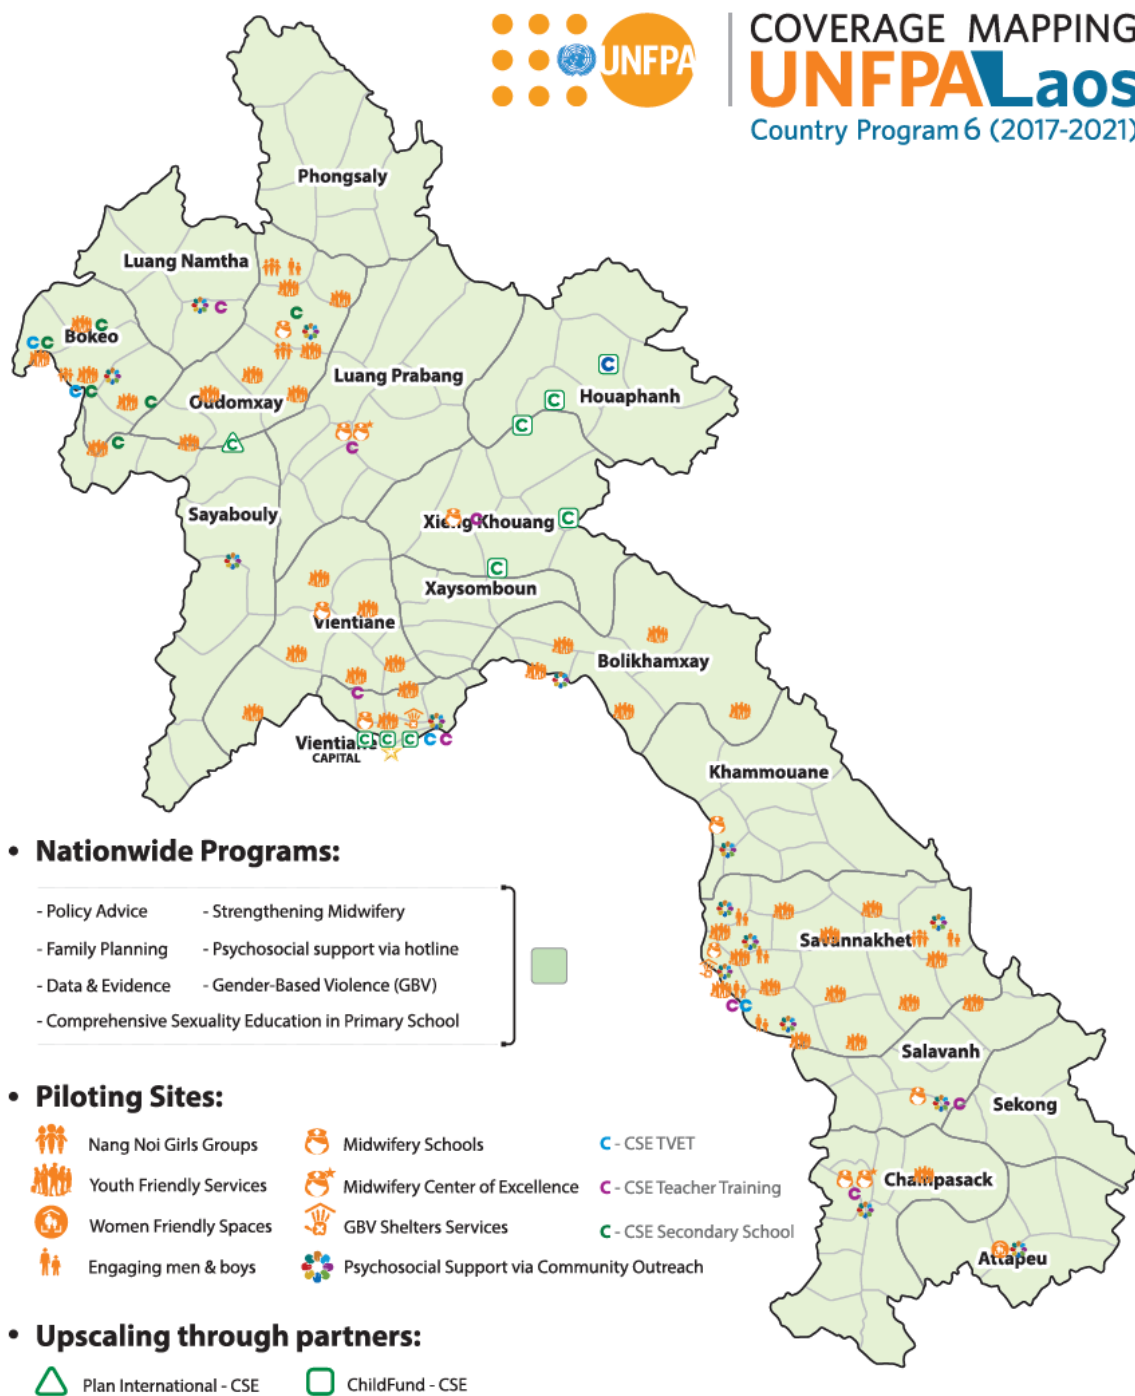 UNFPA
COVERAGE MAPPING
UNFPA Laos
Country Program 6 (2017-2021)
Phongsaly
Luang Namtha
Bokeo
Luang Prabang
Houaphanh
Oudomxay
Sayabouly
Xieng Khouang
Xaysomboun
Vientiane
Bolikhamxay
Vientiane
CAPITAL
Khammouane
Savannakhet
Salavanh
Sekong
Champasack
Attapeu
• Nationwide Programs:
- Policy Advice - Strengthening Midwifery
- Family Planning - Psychosocial support via hotline
- Data & Evidence - Gender-Based Violence (GBV)
- Comprehensive Sexuality Education in Primary School
• Piloting Sites:
Nang Noi Girls Groups Midwifery Schools C - CSE TVET
Youth Friendly Services Midwifery Center of Excellence C - CSE Teacher Training
Women Friendly Spaces GBV Shelters Services C - CSE Secondary School
Engaging men & boys Psychosocial Support via Community Outreach
• Upscaling through partners:
Plan International - CSE ChildFund - CSE